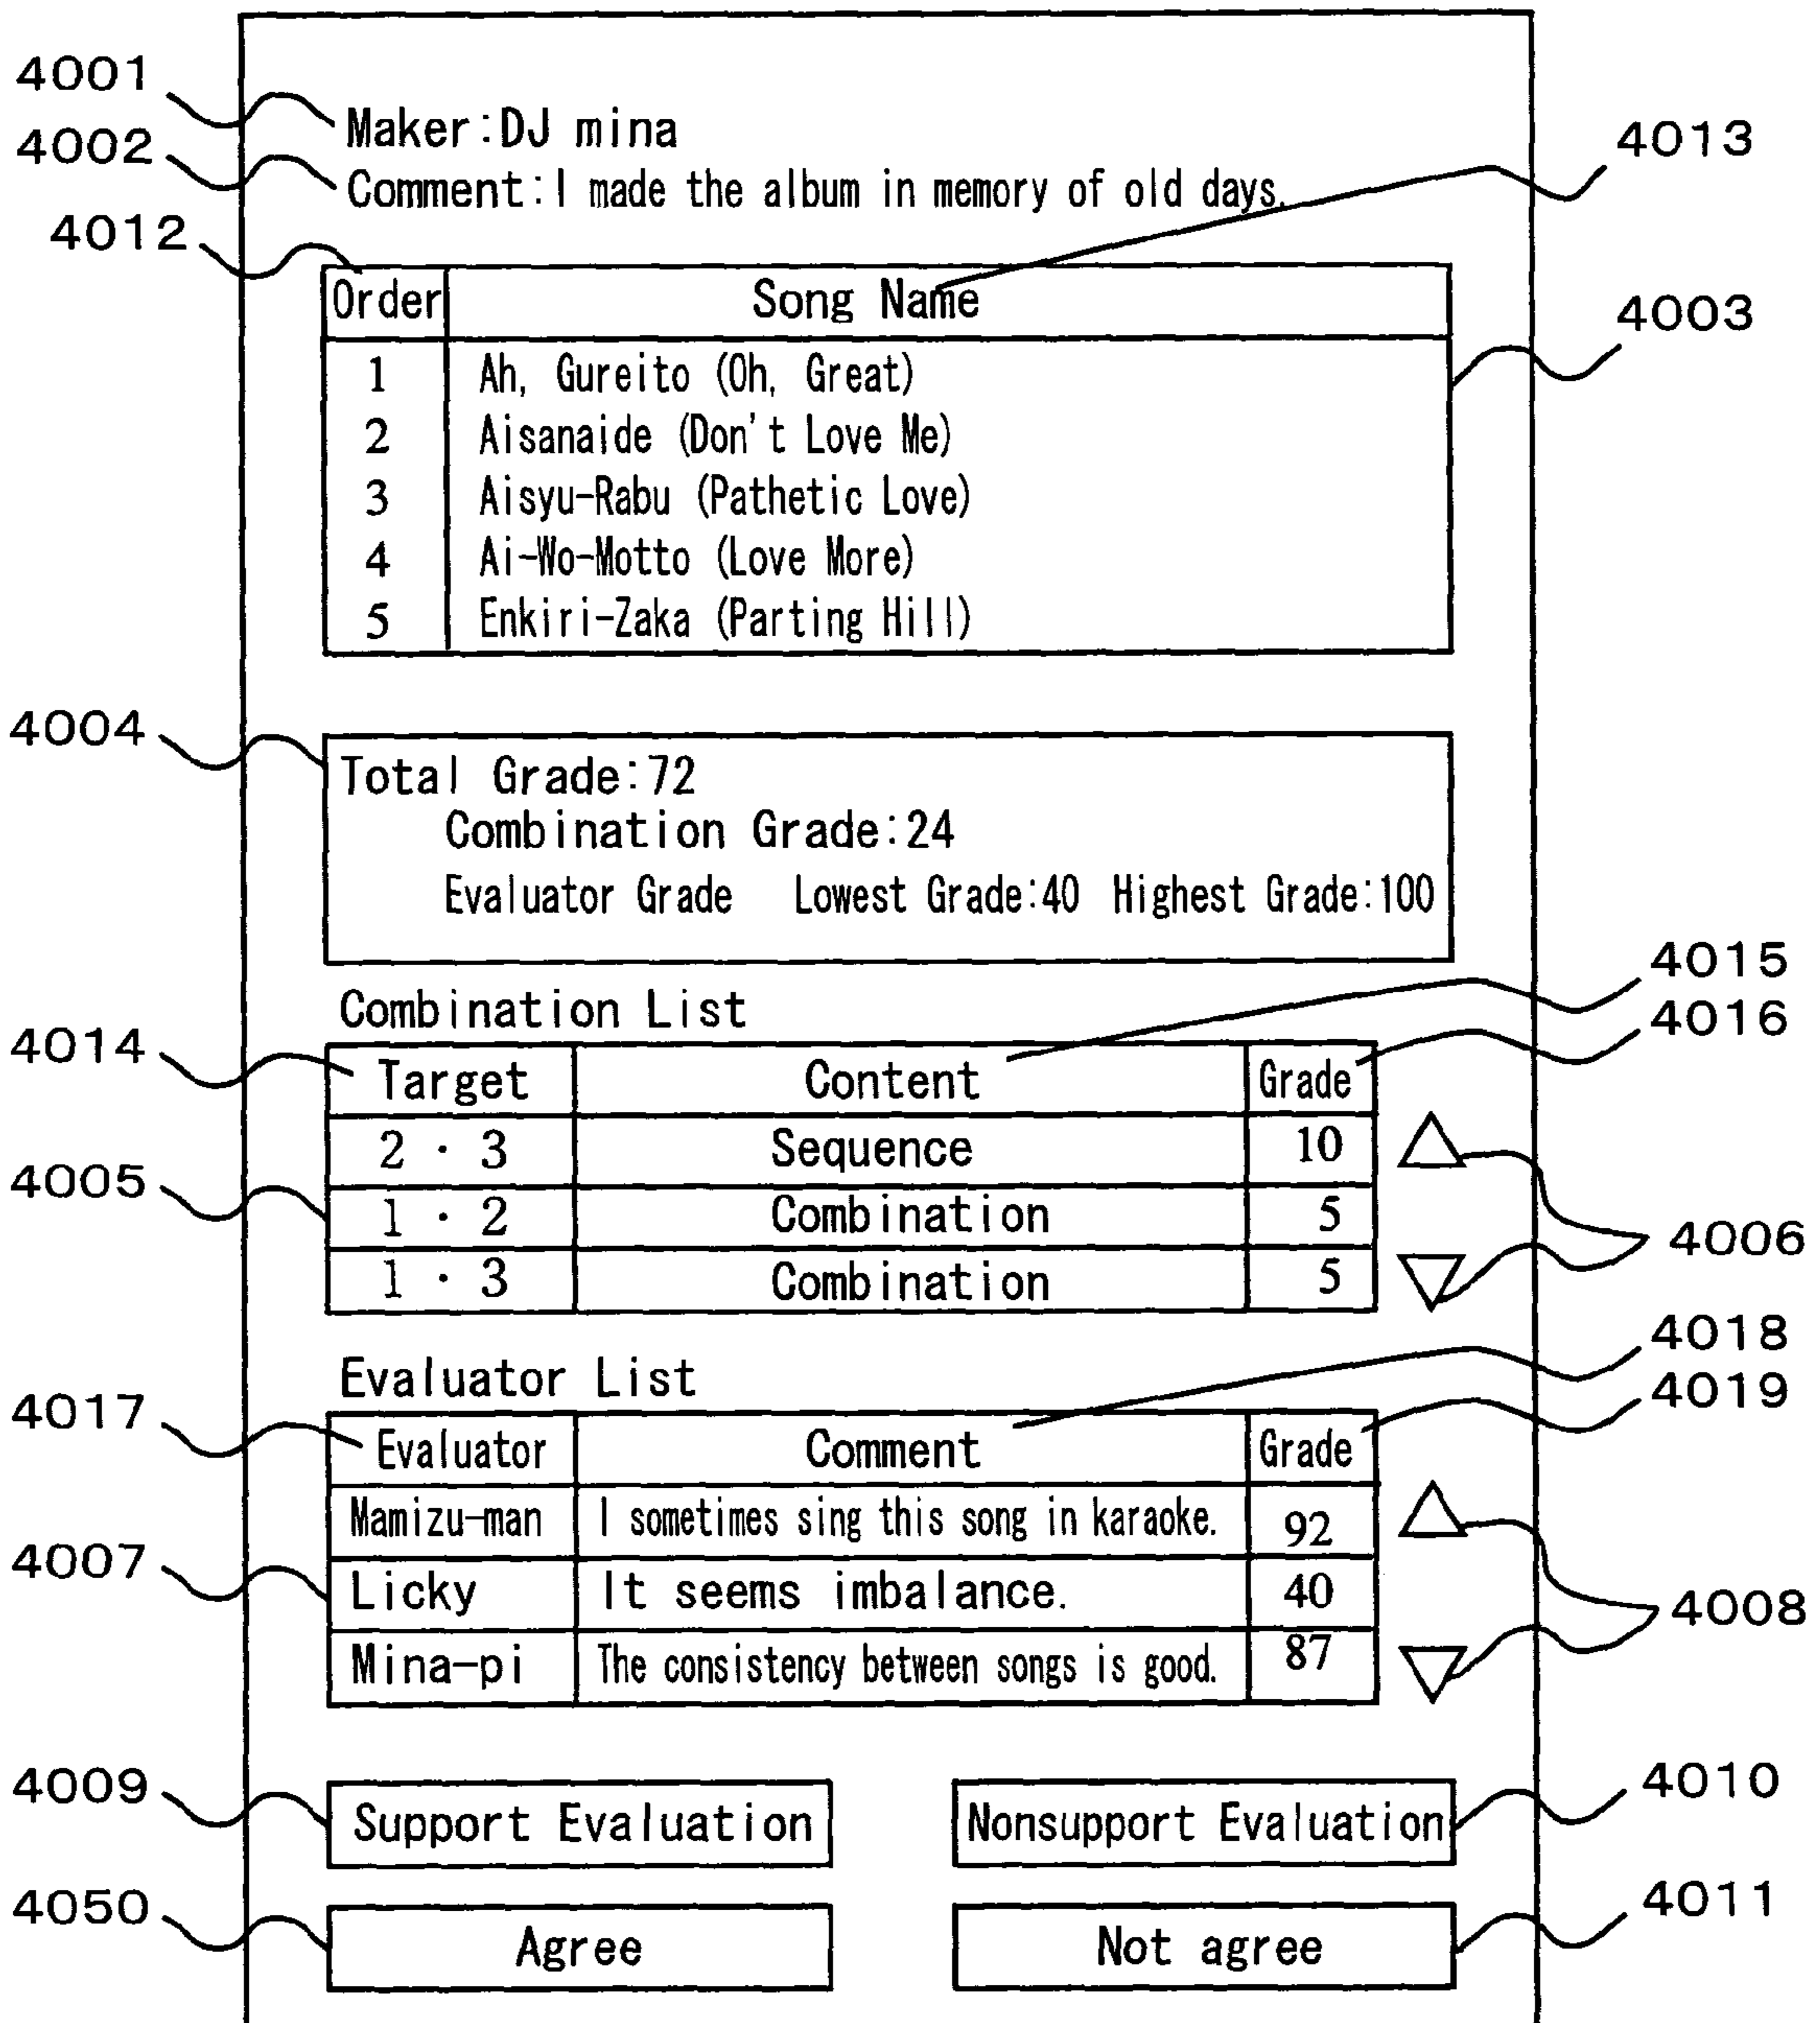 4001
Maker:DJ mina
4002
Comment:I made the album in memory of old days.
4013
4012
Order Song Name
4003
1 Ah, Gureito (Oh, Great)
2 Aisanaide (Don't Love Me)
3 Aisyu-Rabu (Pathetic Love)
4 Ai-Wo-Motto (Love More)
5 Enkiri-Zaka (Parting Hill)
4004
Total Grade:72
Combination Grade:24
Evaluator Grade Lowest Grade:40 Highest Grade:100
4015
Combination List
4016
4014
Target Content Grade
2 · 3 Sequence 10
4005
1 · 2 Combination 5
4006
1 · 3 Combination 5
4018
Evaluator List
4019
4017
Evaluator Comment Grade
Mamizu-man I sometimes sing this song in karaoke. 92
4007
Licky It seems imbalance. 40
4008
Mina-pi The consistency between songs is good. 87
4009
Support Evaluation
Nonsupport Evaluation
4010
4050
Agree
Not agree
4011